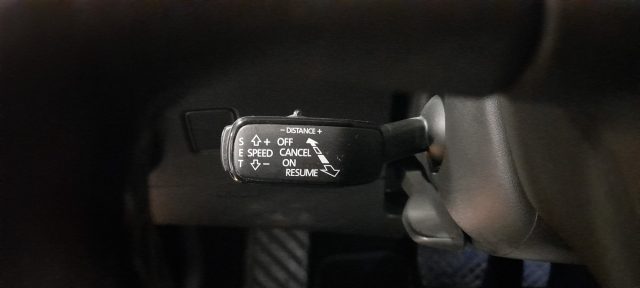 - DISTANCE +
S + OFF
E SPEED CANCEL
T - ON
RESUME